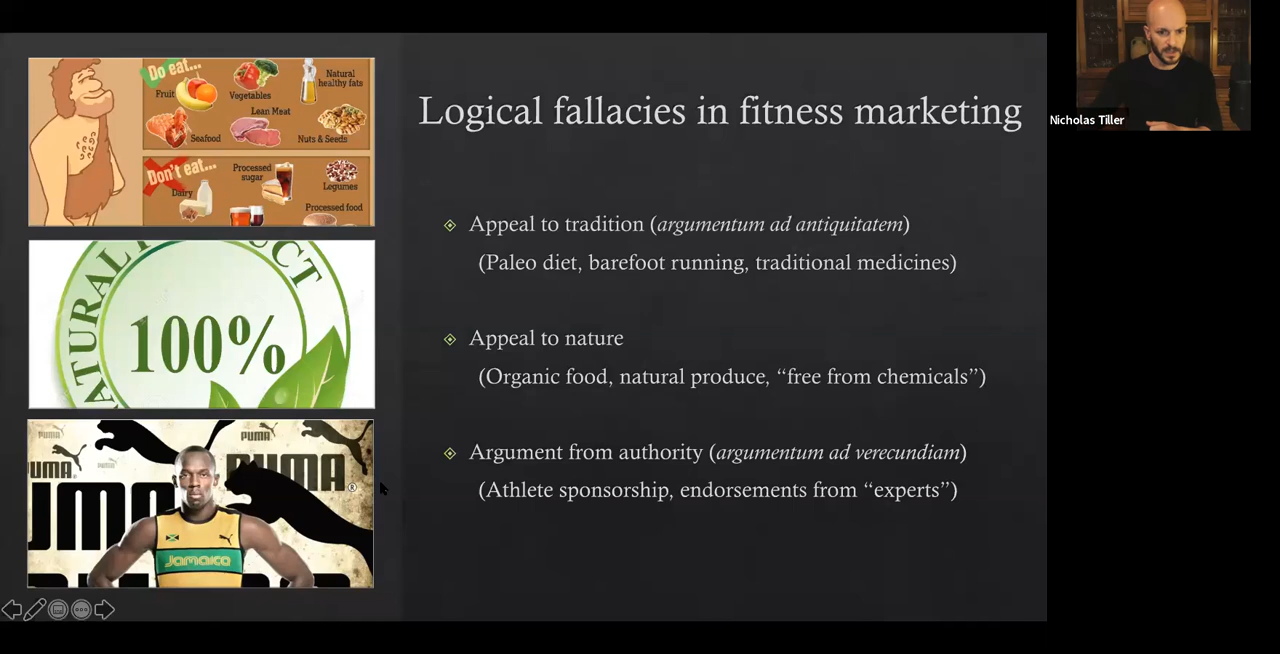 Do eat...
Fruit
Vegetables
Natural
healthy fats
Lean Meat
Seafood
Nuts & Seeds
Don't eat...
Dairy
Processed
sugar
Legumes
Processed food
NATURAL PRODUCT
100%
PUMA
PUMA
PUMA
UMA
PUMA®
UMA
Jamaica
Logical fallacies in fitness marketing
Appeal to tradition (argumentum ad antiquitatem)
(Paleo diet, barefoot running, traditional medicines)
Appeal to nature
(Organic food, natural produce, “free from chemicals”)
Argument from authority (argumentum ad verecundiam)
(Athlete sponsorship, endorsements from “experts”)
Nicholas Tiller